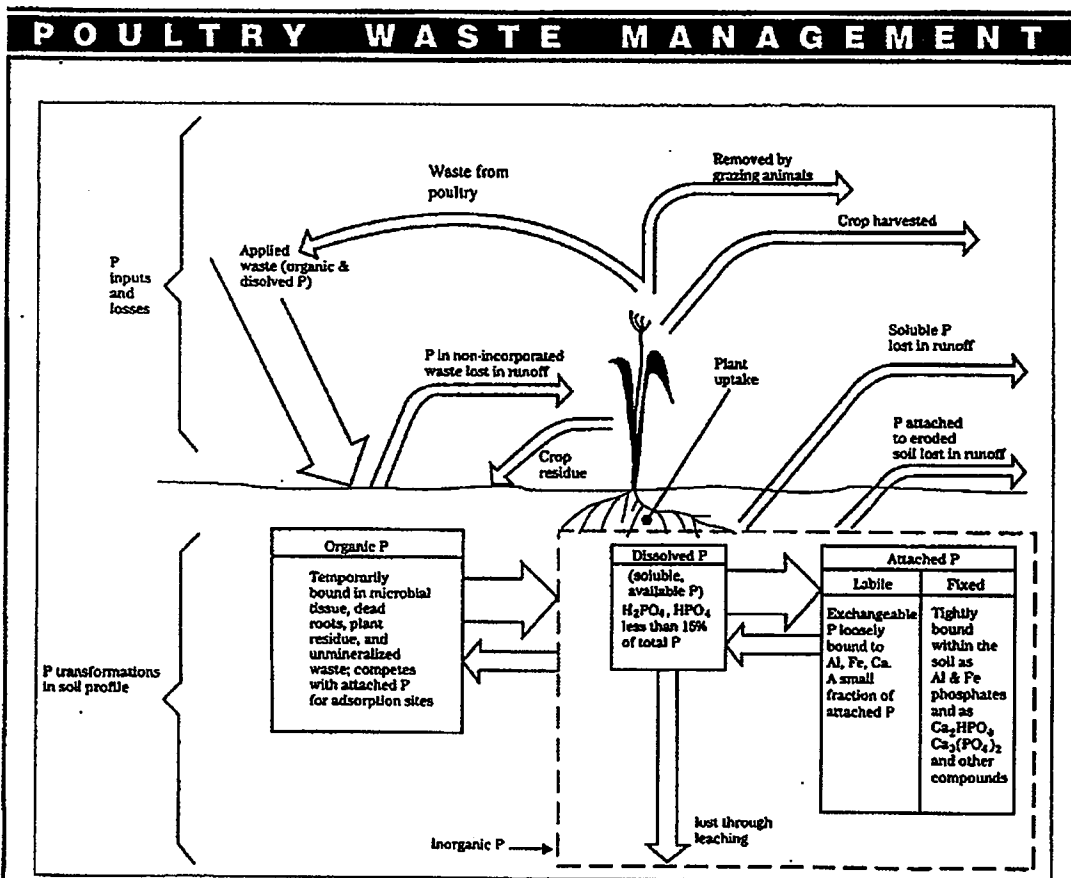 POULTRY WASTE MANAGEMENT
Waste from
poultry
Removed by
grazing animals
Crop harvested
P
inputs
and
losses
Applied
waste (organic &
disolved P)
P in non-incorporated
waste lost in runoff
Plant
uptake
Soluble P
lost in runoff
P attached
to eroded
soil lost in runoff
Crop
residue
P transformations
in soil profile
Organic P
Temporarily
bound in microbial
tissue, dead
roots, plant
residue, and
unmineralized
waste; competes
with attached P
for adsorption sites
Dissolved P
(soluble,
available P)
H₂PO₄, HPO₄
less than 15%
of total P
Attached P
Labile
Exchangeable
P loosely
bound to
Al, Fe, Ca.
A small
fraction of
attached P
Fixed
Tightly
bound
within the
soil as
Al & Fe
phosphates
and as
Ca₂HPO₄
Ca₃(PO₄)₂
and other
compounds
Inorganic P
lost through
leaching